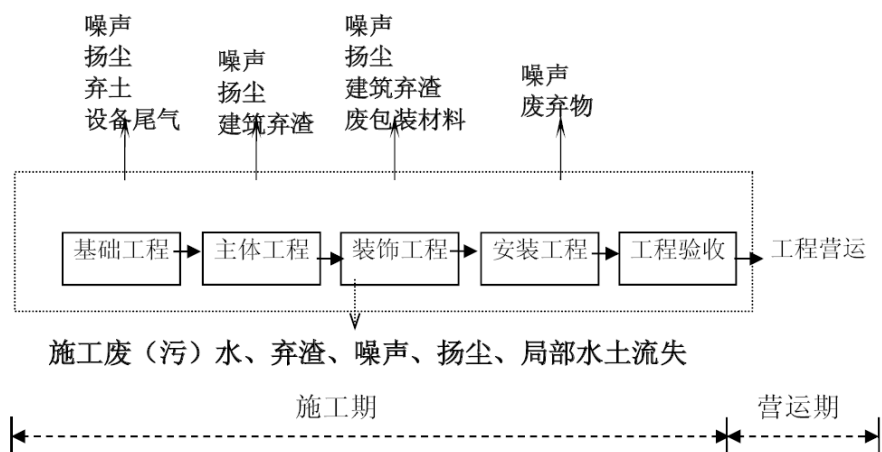 噪声
扬尘
弃土
设备尾气
噪声
扬尘
建筑弃渣
噪声
扬尘
建筑弃渣
废包装材料
噪声
废弃物
基础工程
主体工程
装饰工程
安装工程
工程验收
工程营运
施工废（污）水、弃渣、噪声、扬尘、局部水土流失
施工期
营运期